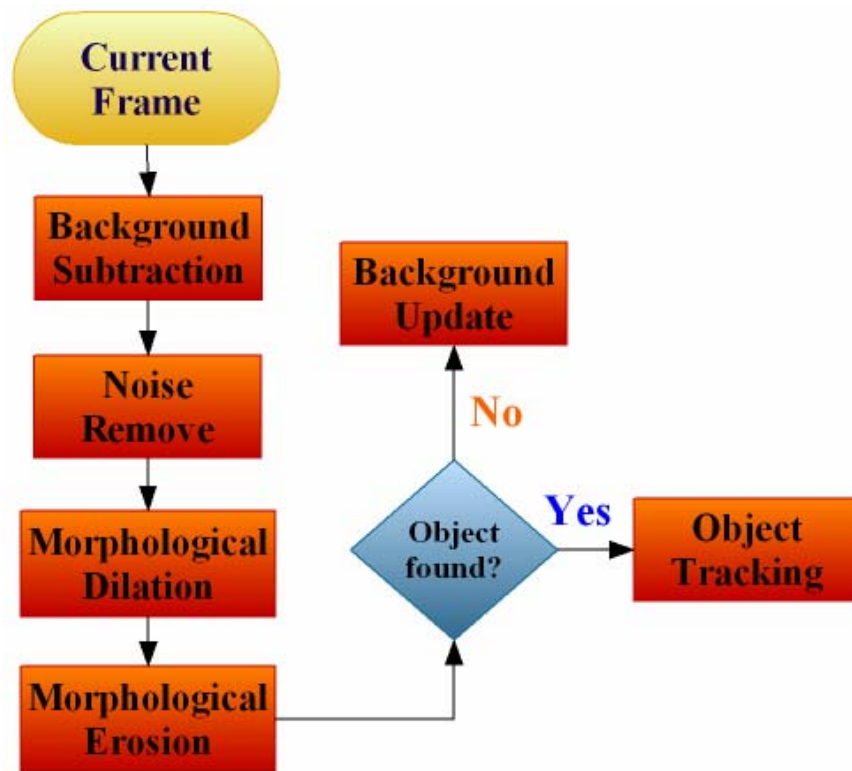 Current
Frame
Background
Subtraction
Noise
Remove
Morphological
Dilation
Morphological
Erosion
Object
found?
No
Background
Update
Yes
Object
Tracking